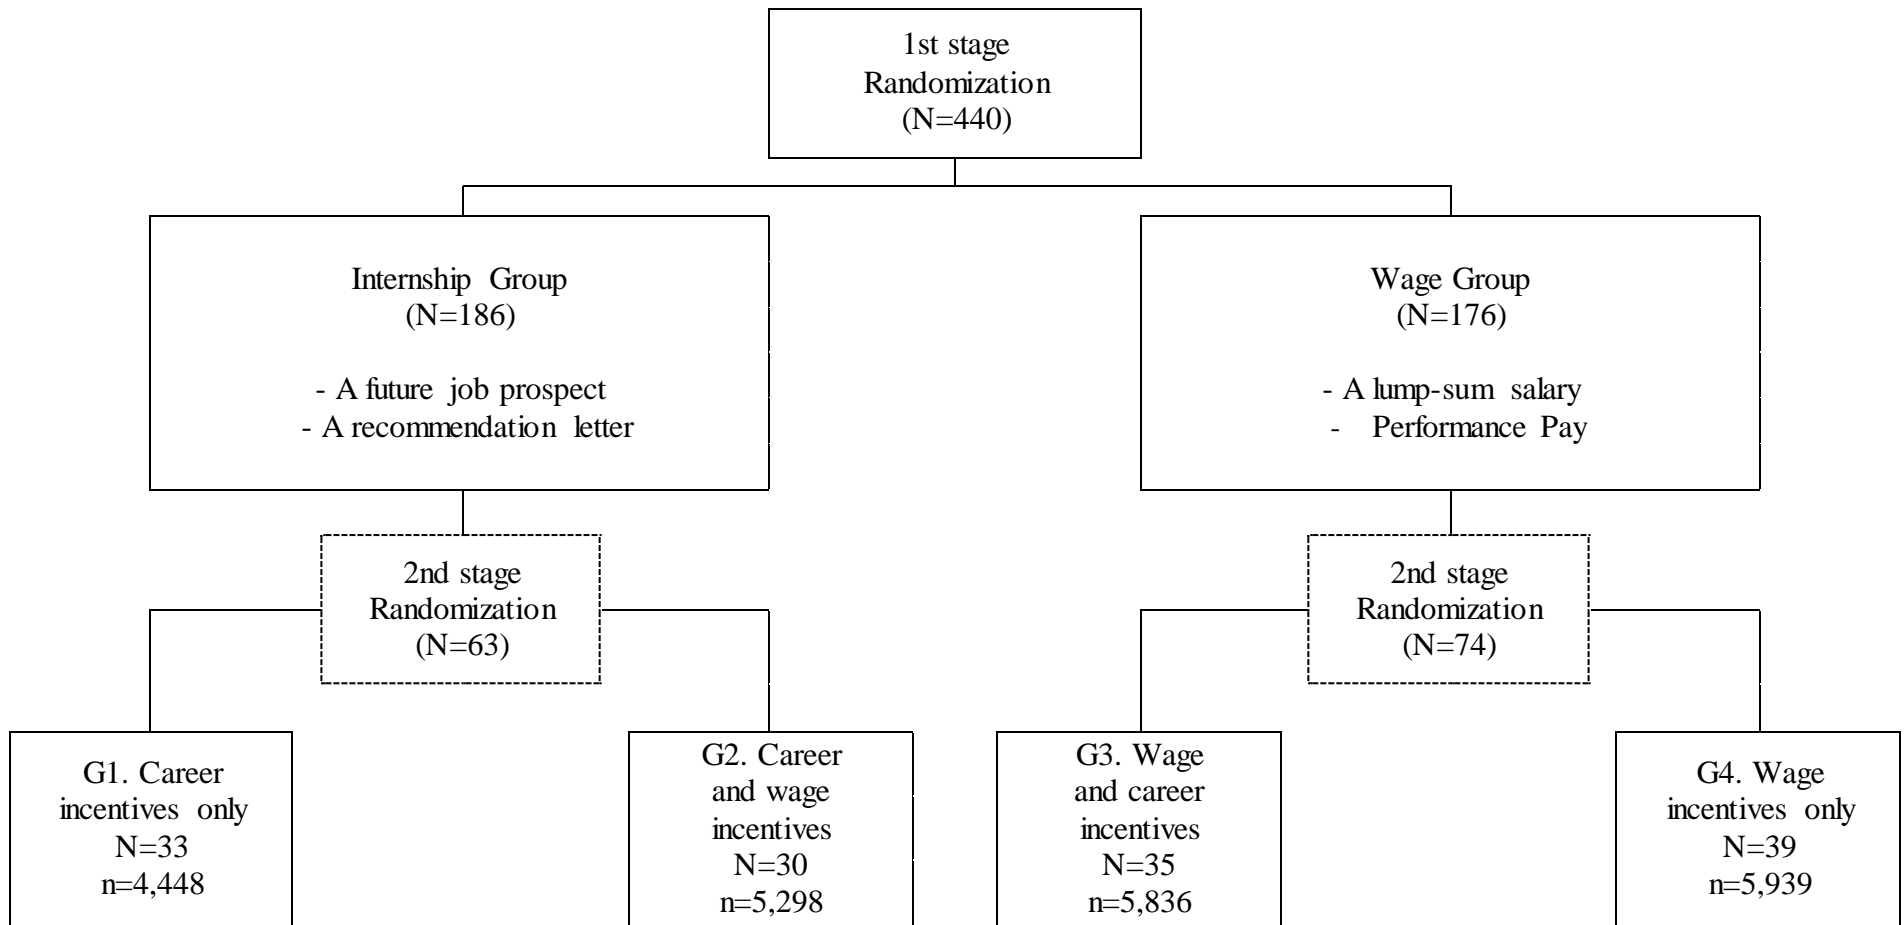 1st stage
Randomization
(N=440)
Internship Group
(N=186)
- A future job prospect
- A recommendation letter
Wage Group
(N=176)
- A lump-sum salary
- Performance Pay
2nd stage
Randomization
(N=63)
2nd stage
Randomization
(N=74)
G1. Career
incentives only
N=33
n=4,448
G2. Career
and wage
incentives
N=30
n=5,298
G3. Wage
and career
incentives
N=35
n=5,836
G4. Wage
incentives only
N=39
n=5,939